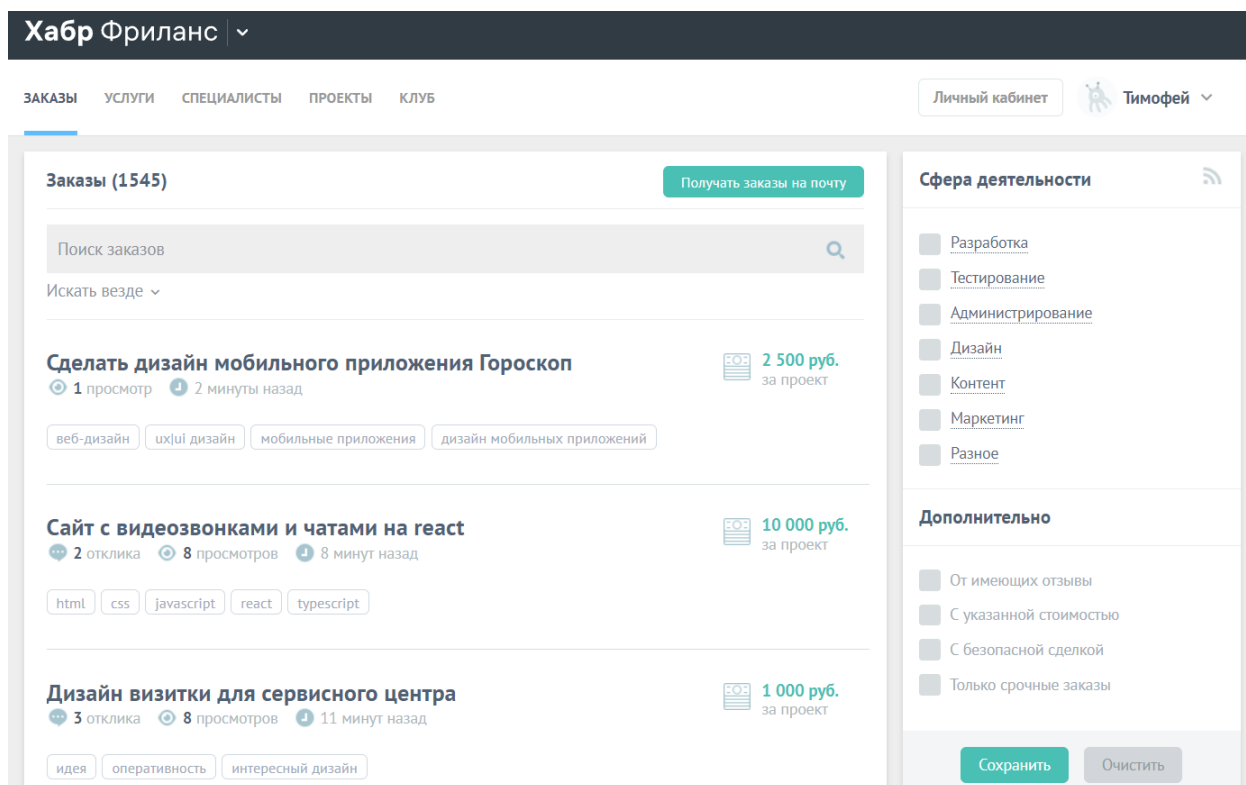 Хабр Фриланс
ЗАКАЗЫ УСЛУГИ СПЕЦИАЛИСТЫ ПРОЕКТЫ КЛУБ
Личный кабинет Тимофей
Заказы (1545)
Получать заказы на почту
Поиск заказов
Искать везде
Сделать дизайн мобильного приложения Гороскоп
2 500 руб.
за проект
1 просмотр 2 минуты назад
веб-дизайн ux|ui дизайн мобильные приложения дизайн мобильных приложений
Сайт с видеозвонками и чатами на react
10 000 руб.
за проект
2 отклика 8 просмотров 8 минут назад
html css javascript react typescript
Дизайн визитки для сервисного центра
1 000 руб.
за проект
3 отклика 8 просмотров 11 минут назад
идея оперативность интересный дизайн
Сфера деятельности
Разработка
Тестирование
Администрирование
Дизайн
Контент
Маркетинг
Разное
Дополнительно
От имеющих отзывы
С указанной стоимостью
С безопасной сделкой
Только срочные заказы
Сохранить Очистить